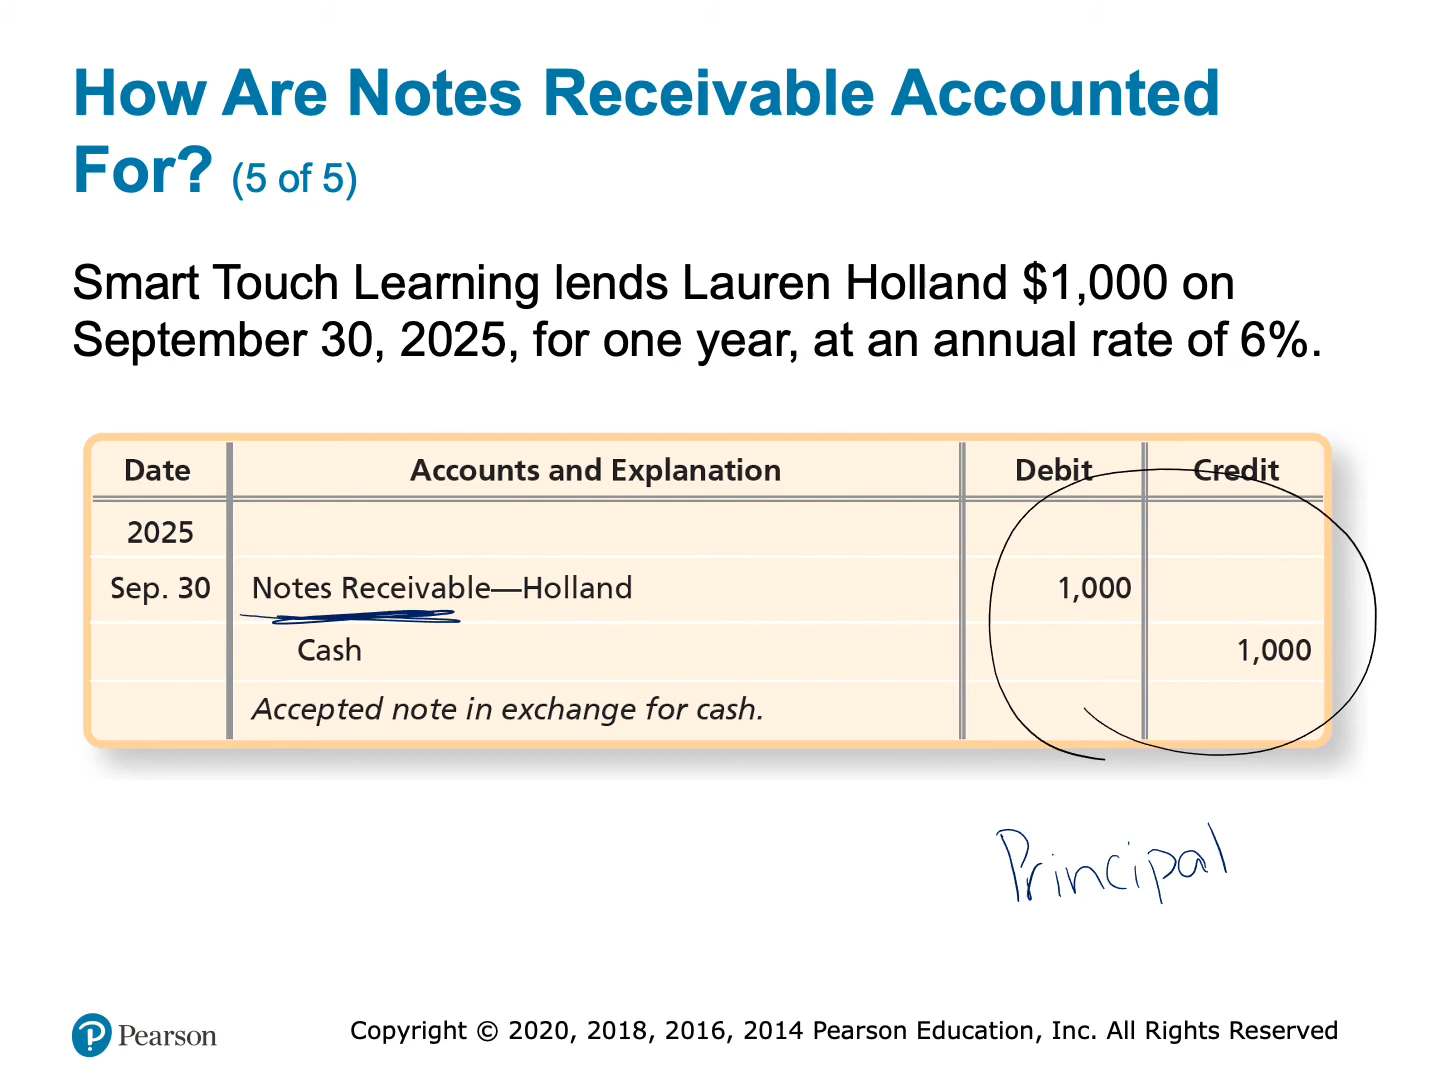 How Are Notes Receivable Accounted
For? (5 of 5)
Smart Touch Learning lends Lauren Holland $1,000 on
September 30, 2025, for one year, at an annual rate of 6%.
Date Accounts and Explanation Debit Credit
2025
Sep. 30 Notes Receivable—Holland 1,000
Cash 1,000
Accepted note in exchange for cash.
Principal
Pearson Copyright © 2020, 2018, 2016, 2014 Pearson Education, Inc. All Rights Reserved